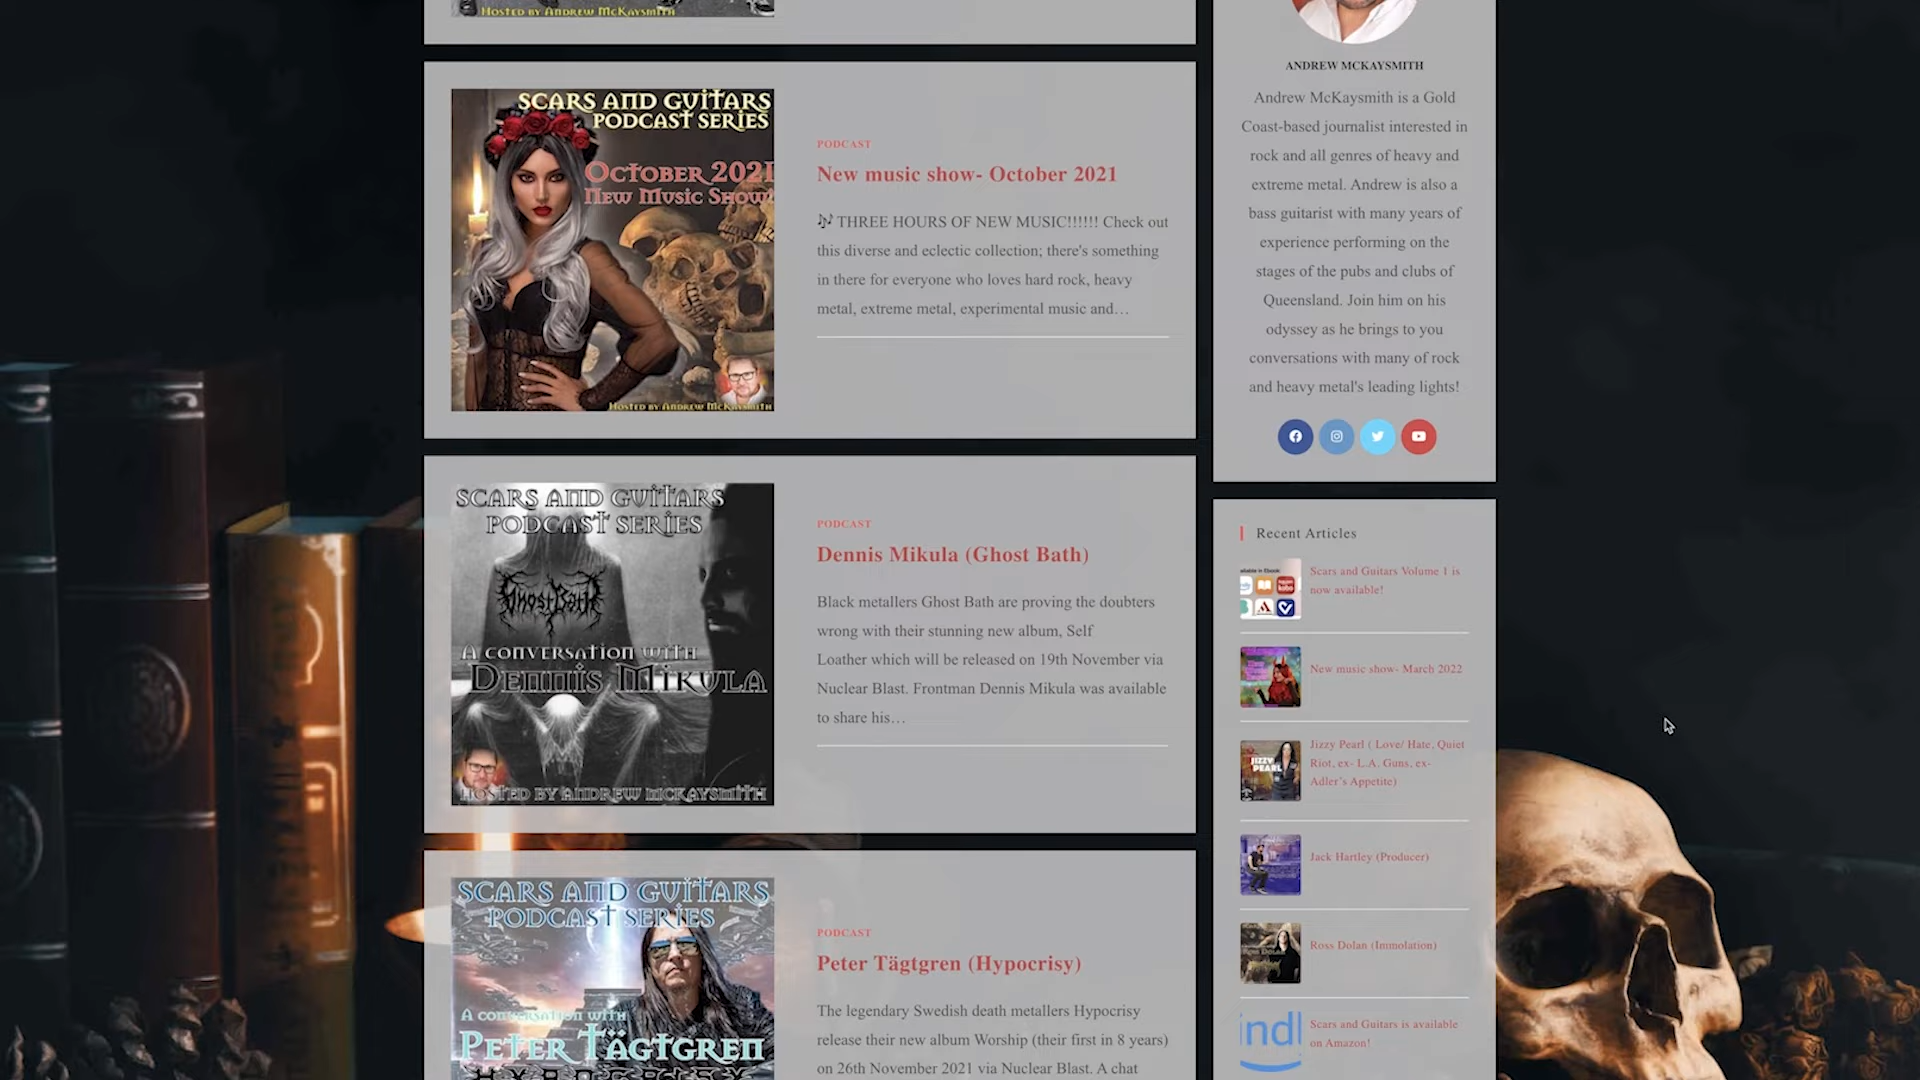 HOSTED BY ANDREW MCKAYSMITH
SCARS AND GUITARS
PODCAST SERIES
OCTOBER 2021
NEW MUSIC SHOW
HOSTED BY ANDREW MCKAYSMITH
PODCAST
New music show- October 2021
🎶 THREE HOURS OF NEW MUSIC!!!!!! Check out
this diverse and eclectic collection; there's something
in there for everyone who loves hard rock, heavy
metal, extreme metal, experimental music and…
SCARS AND GUITARS
PODCAST SERIES
GHOST BATH
A CONVERSATION WITH
DENNIS MIKULA
HOSTED BY ANDREW MCKAYSMITH
PODCAST
Dennis Mikula (Ghost Bath)
Black metallers Ghost Bath are proving the doubters
wrong with their stunning new album, Self
Loather which will be released on 19th November via
Nuclear Blast. Frontman Dennis Mikula was available
to share his…
SCARS AND GUITARS
PODCAST SERIES
A CONVERSATION WITH
PETER TÄGTGREN
HYPOCRISY
PODCAST
Peter Tägtgren (Hypocrisy)
The legendary Swedish death metallers Hypocrisy
release their new album Worship (their first in 8 years)
on 26th November 2021 via Nuclear Blast. A chat
ANDREW MCKAYSMITH
Andrew McKaysmith is a Gold
Coast-based journalist interested in
rock and all genres of heavy and
extreme metal. Andrew is also a
bass guitarist with many years of
experience performing on the
stages of the pubs and clubs of
Queensland. Join him on his
odyssey as he brings to you
conversations with many of rock
and heavy metal's leading lights!
Recent Articles
Scars and Guitars Volume 1 is
now available!
New music show- March 2022
JIZZY
PEARL
Jizzy Pearl ( Love/ Hate, Quiet
Riot, ex- L.A. Guns, ex-
Adler's Appetite)
Jack Hartley (Producer)
Ross Dolan (Immolation)
indl
Scars and Guitars is available
on Amazon!